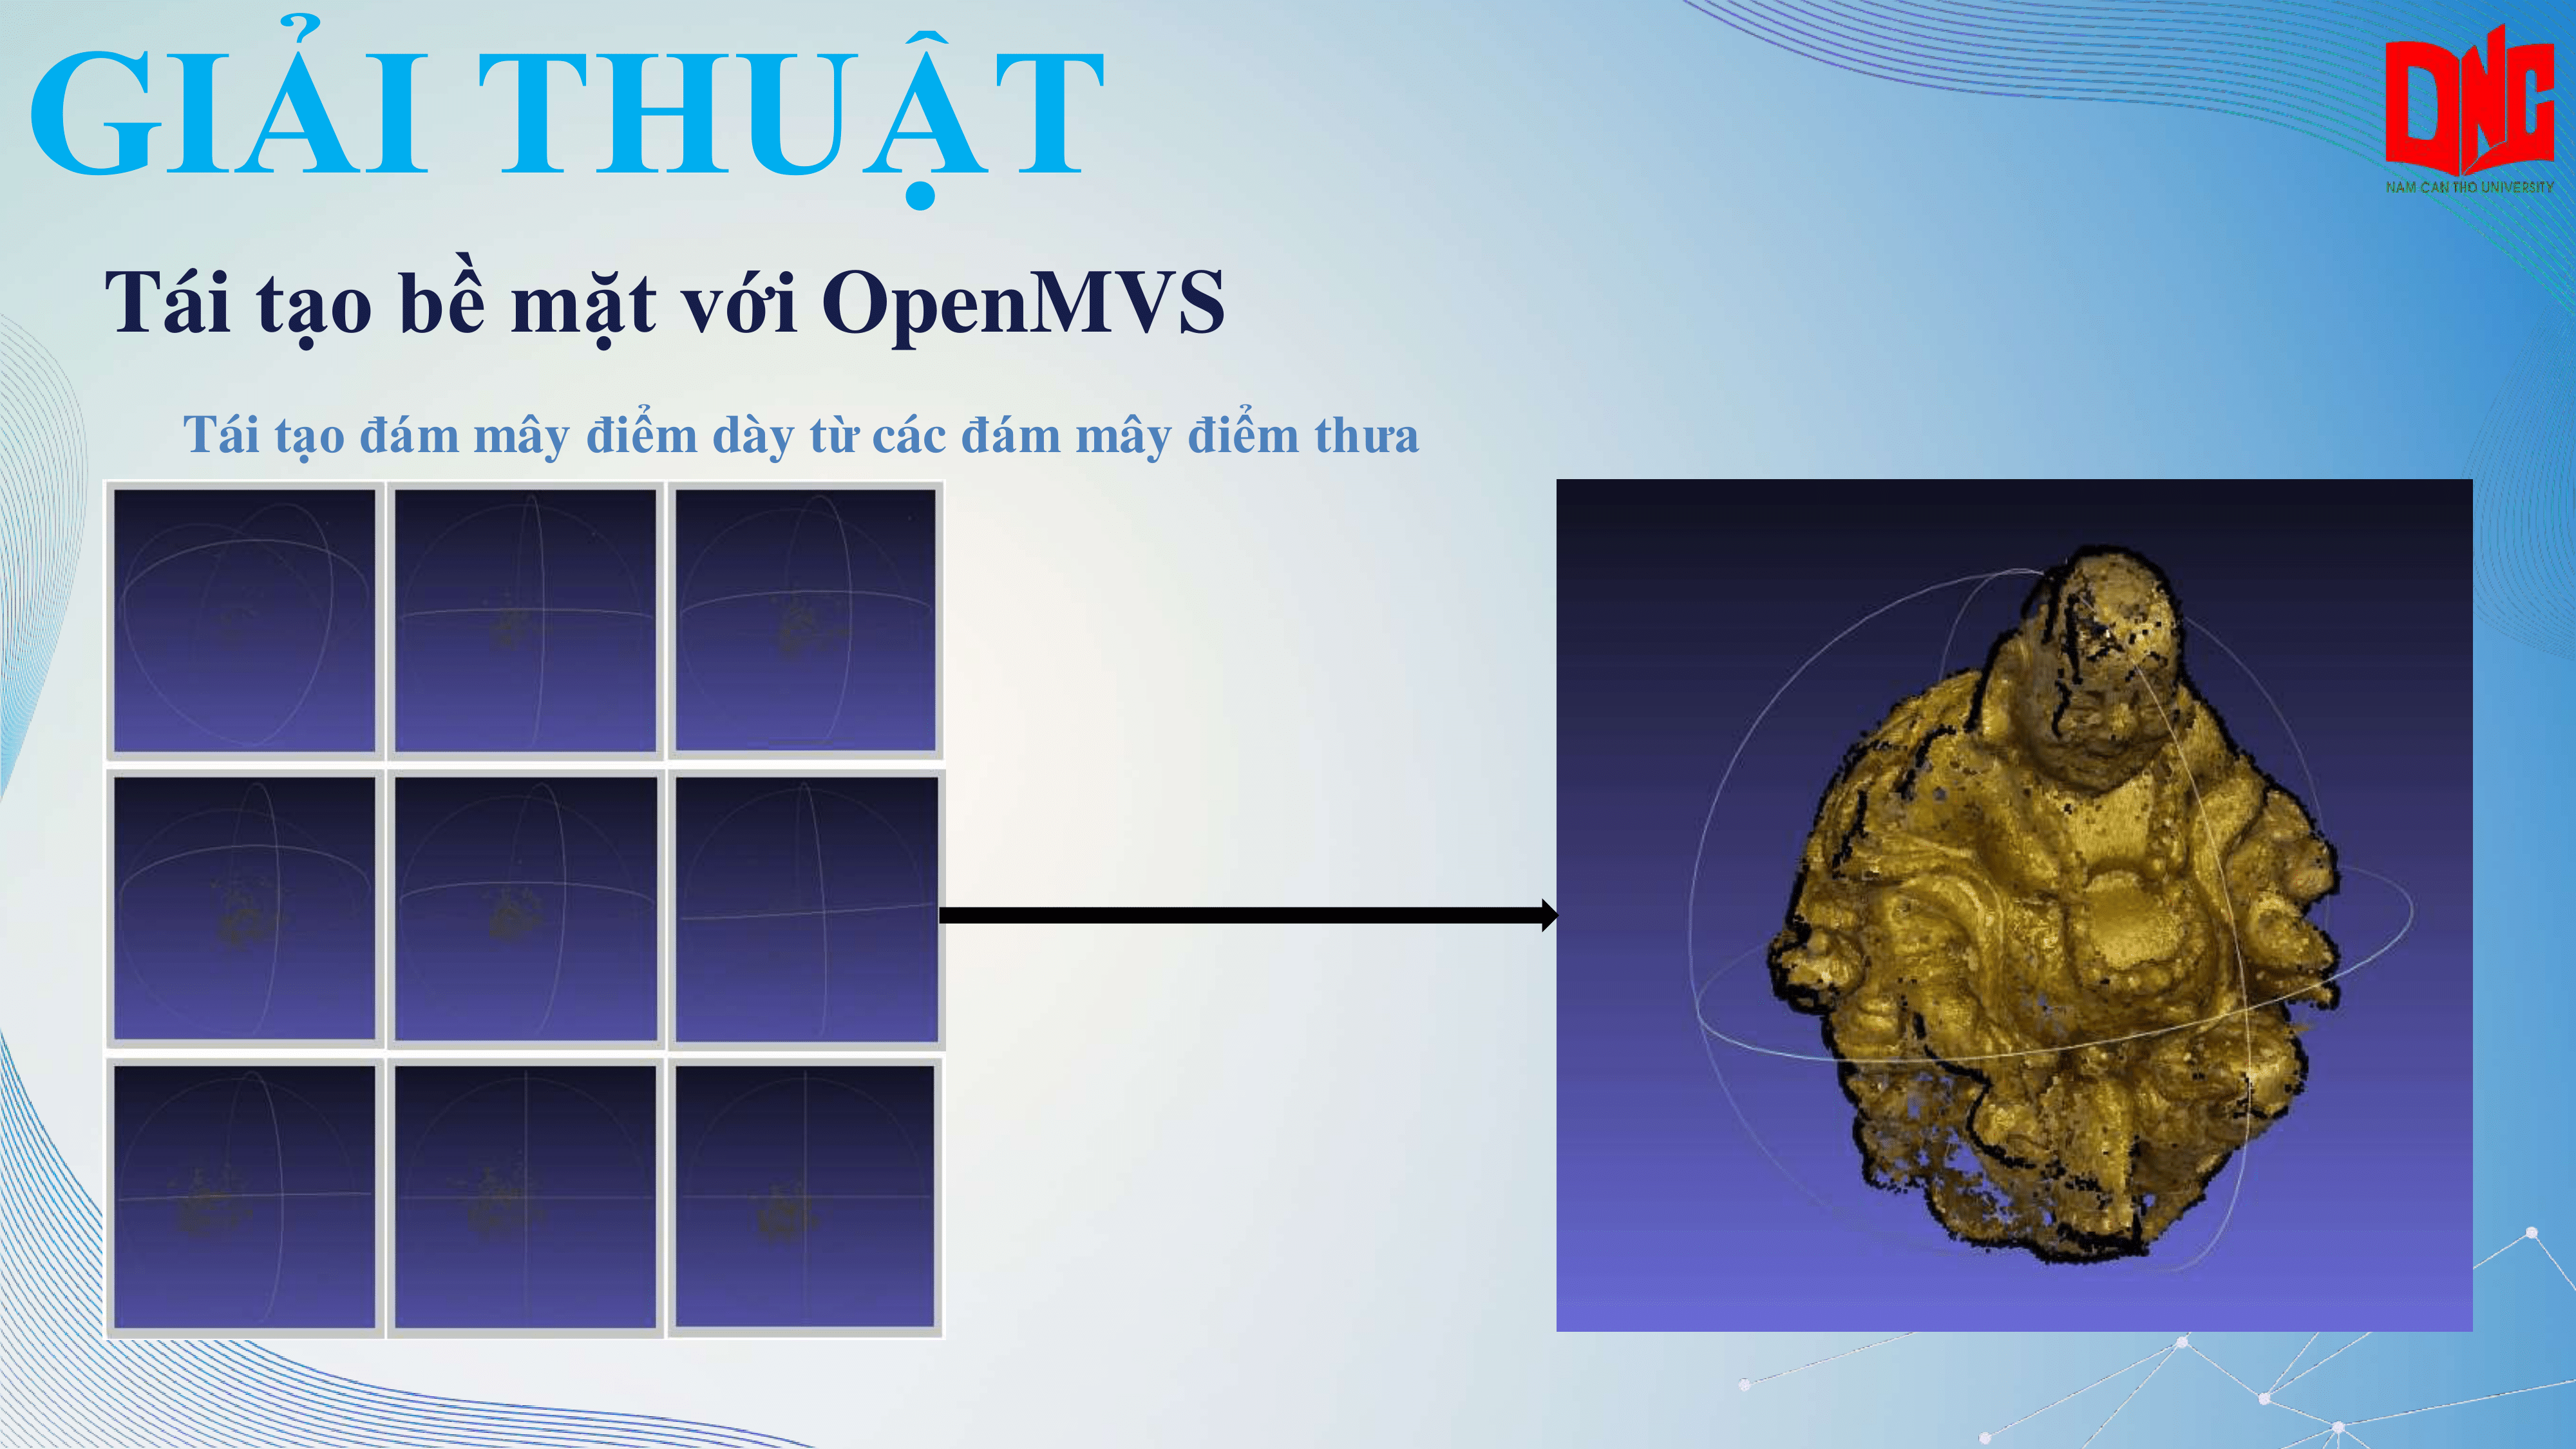 GIẢI THUẬT
DNC
NAM CAN THO UNIVERSITY
Tái tạo bề mặt với OpenMVS
Tái tạo đám mây điểm dày từ các đám mây điểm thưa